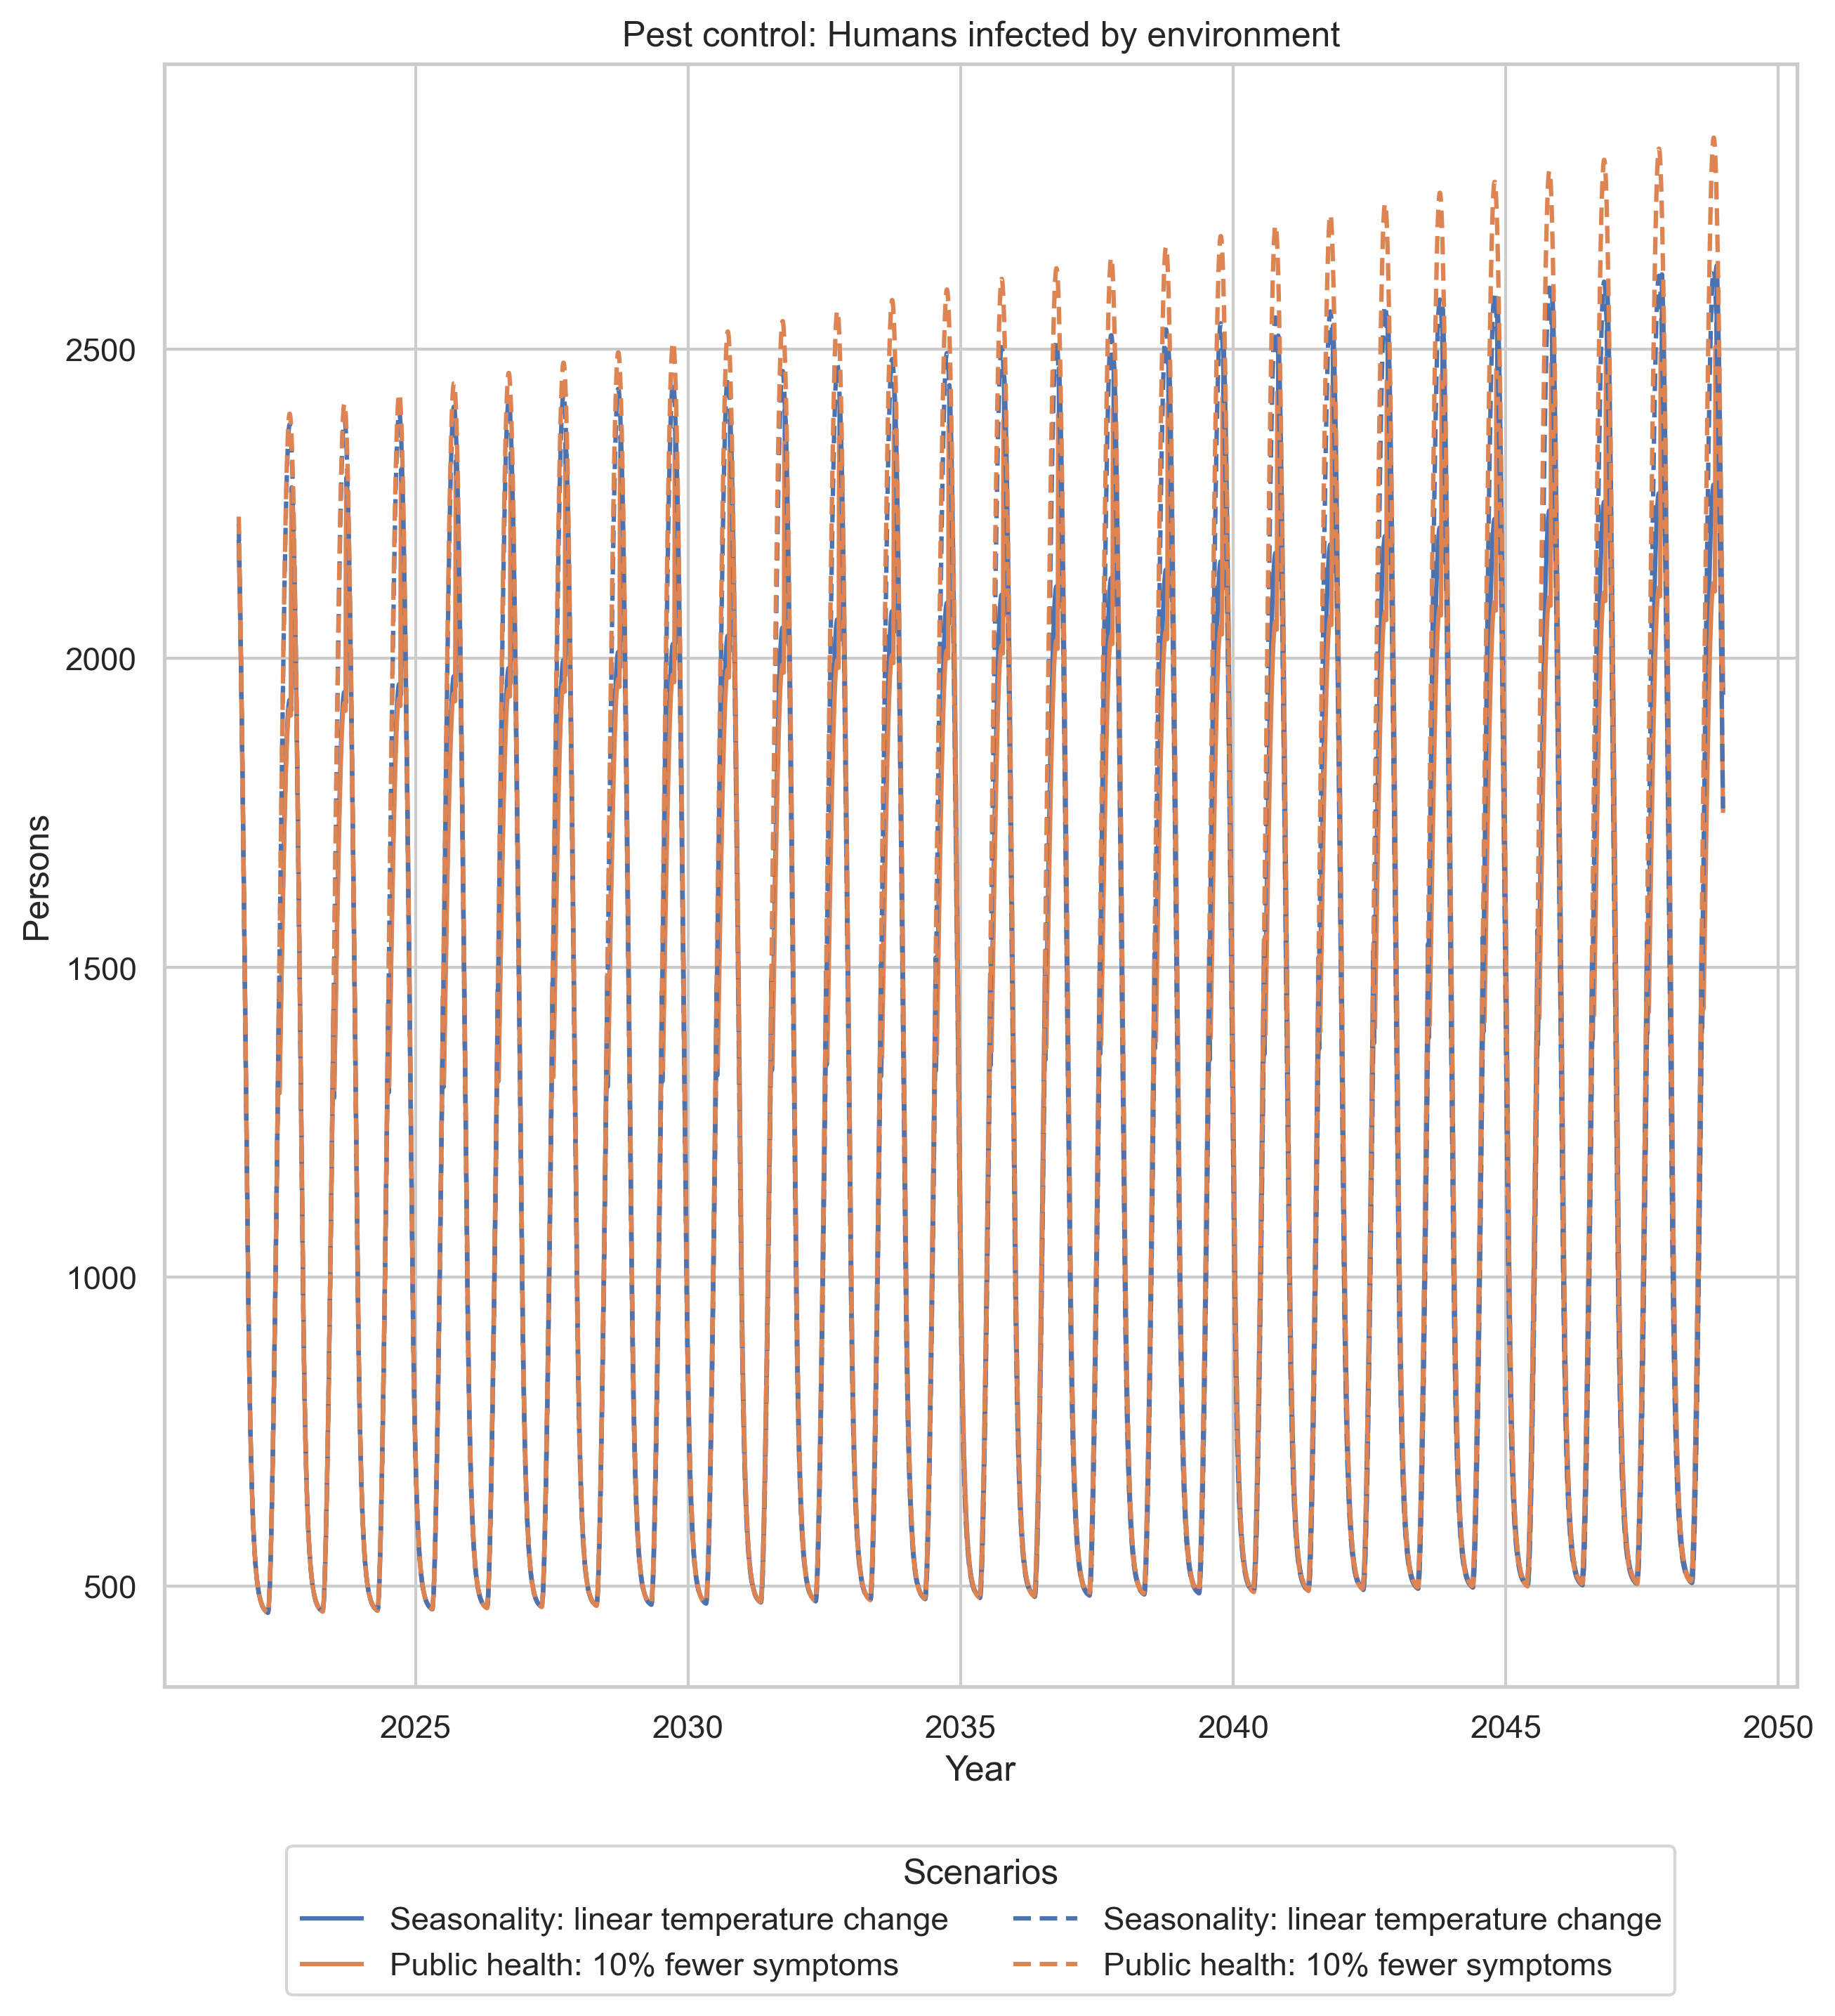 Pest control: Humans infected by environment
Persons
2500
2000
1500
1000
500
2025 2030 2035 2040 2045 2050
Year
Scenarios
Seasonality: linear temperature change Seasonality: linear temperature change
Public health: 10% fewer symptoms Public health: 10% fewer symptoms